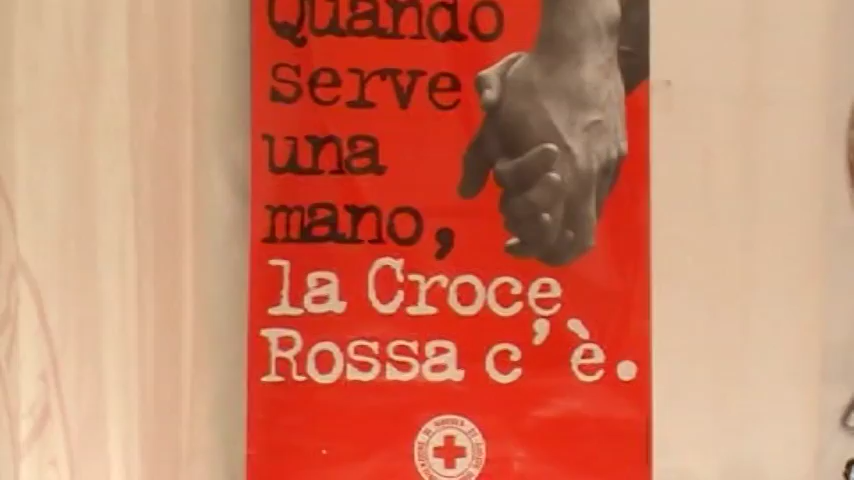 Quando
serve
una
mano,
la Croce
Rossa c'è.